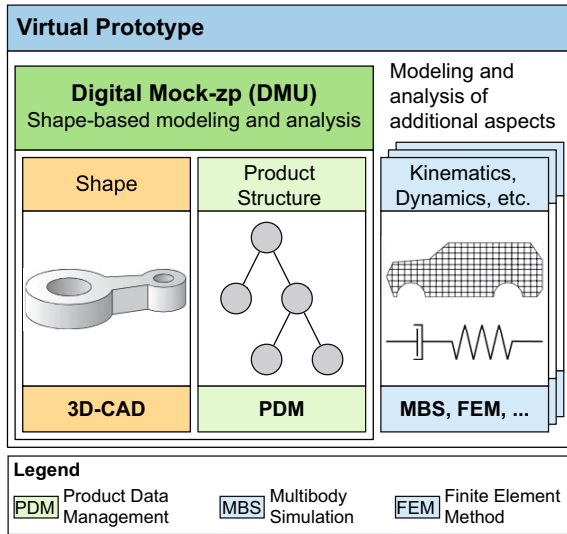 Virtual Prototype
Digital Mock-zp (DMU)
Shape-based modeling and analysis
Modeling and
analysis of
additional aspects
Shape
Product
Structure
Kinematics,
Dynamics, etc.
3D-CAD
PDM
MBS, FEM, ...
Legend
PDM Product Data
Management
MBS Multibody
Simulation
FEM Finite Element
Method